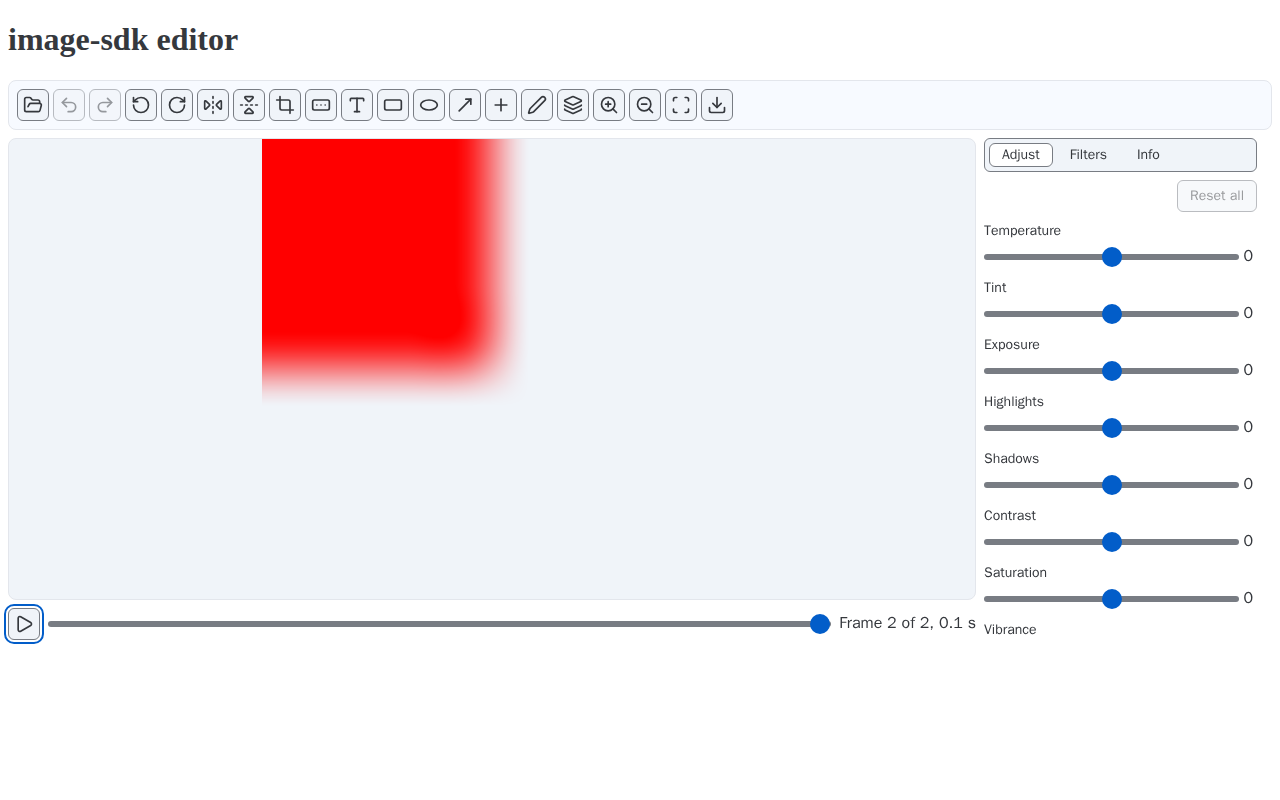 image-sdk editor
Adjust Filters Info
Reset all
Temperature
0
Tint
0
Exposure
0
Highlights
0
Shadows
0
Contrast
0
Saturation
0
Vibrance
Frame 2 of 2, 0.1 s